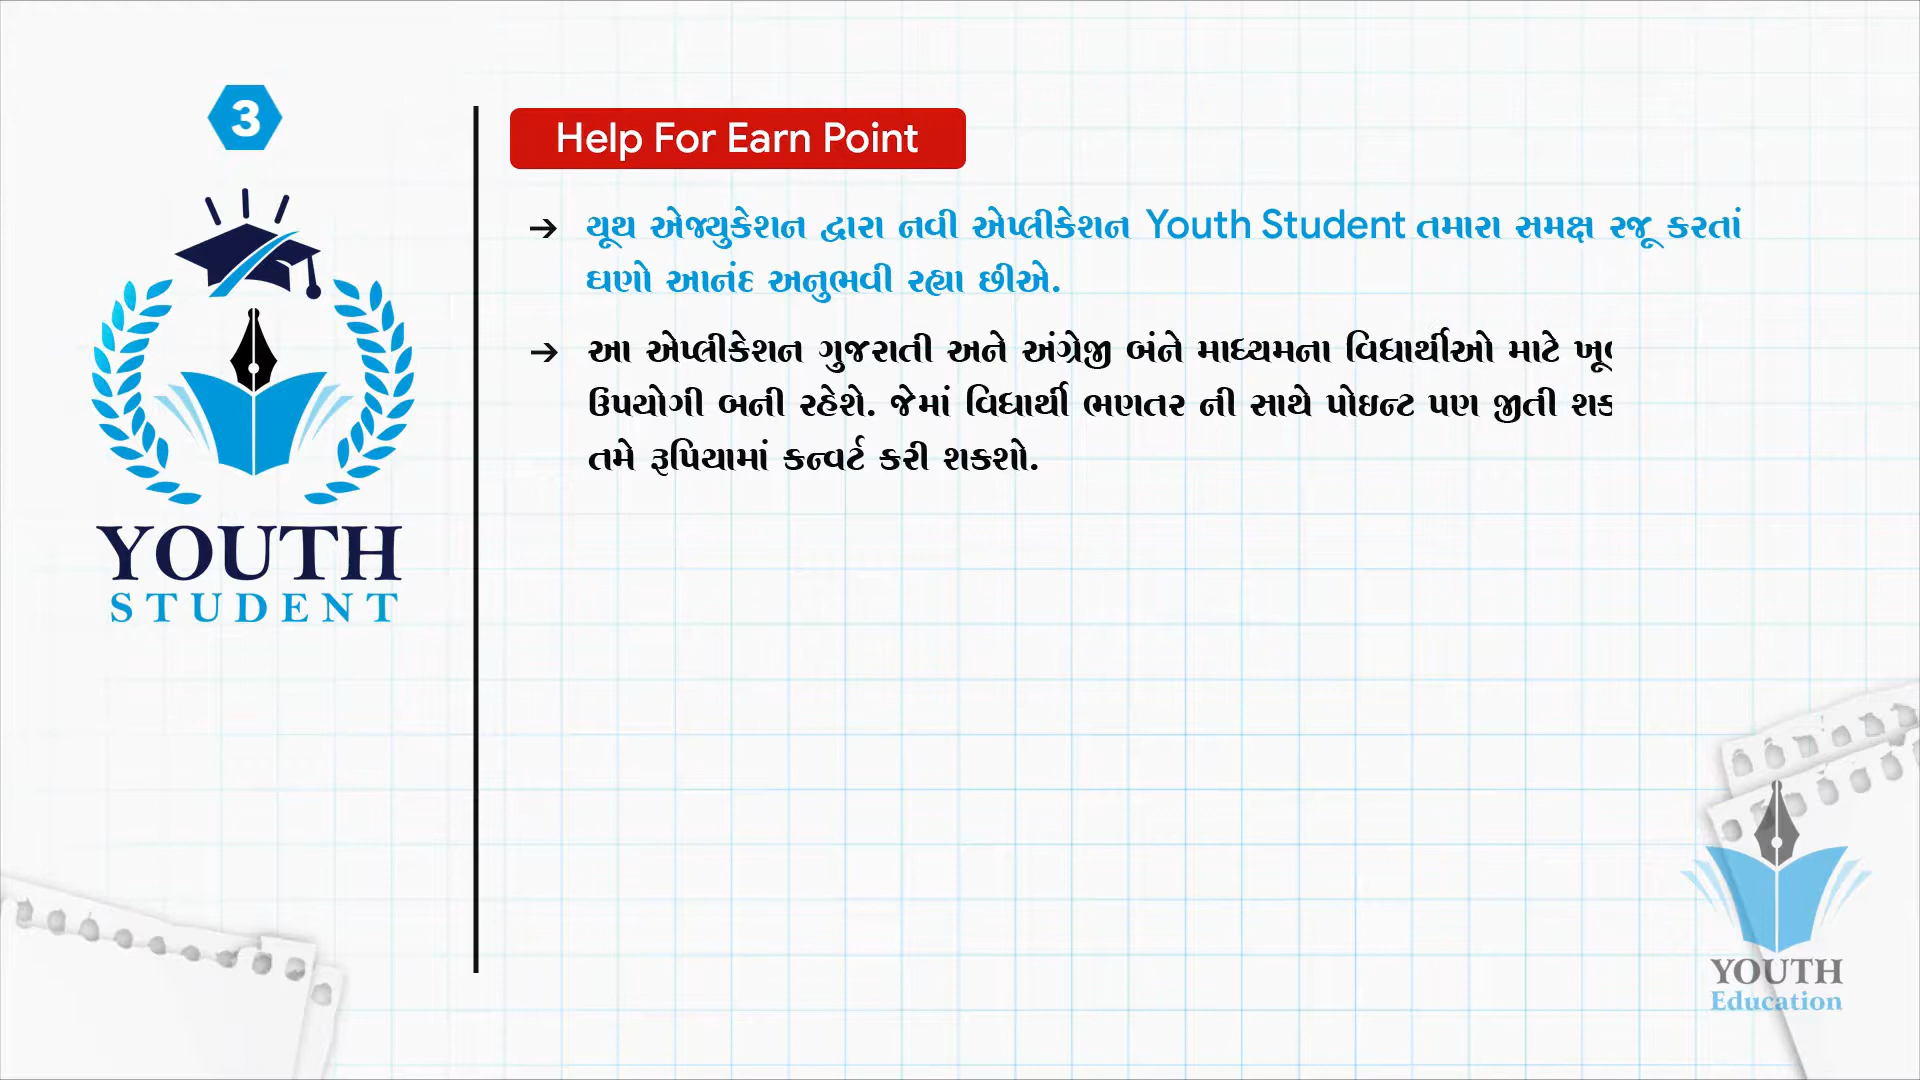 3
Help For Earn Point
→ યૂથ એજ્યુકેશન દ્વારા નવી એપ્લીકેશન Youth Student તમારા સમક્ષ રજૂ કરતાં
ઘણો આનંદ અનુભવી રહ્યા છીએ.
→ આ એપ્લીકેશન ગુજરાતી અને અંગ્રેજી બંને માધ્યમના વિદ્યાર્થીઓ માટે
ઉપયોગી બની રહેશે. જેમાં વિદ્યાર્થી ભણતર ની સાથે પોઇન્ટ પણ જીતી
તમે રૂપિયામાં કન્વર્ટ કરી શકશો.
YOUTH
STUDENT
YOUTH
Education